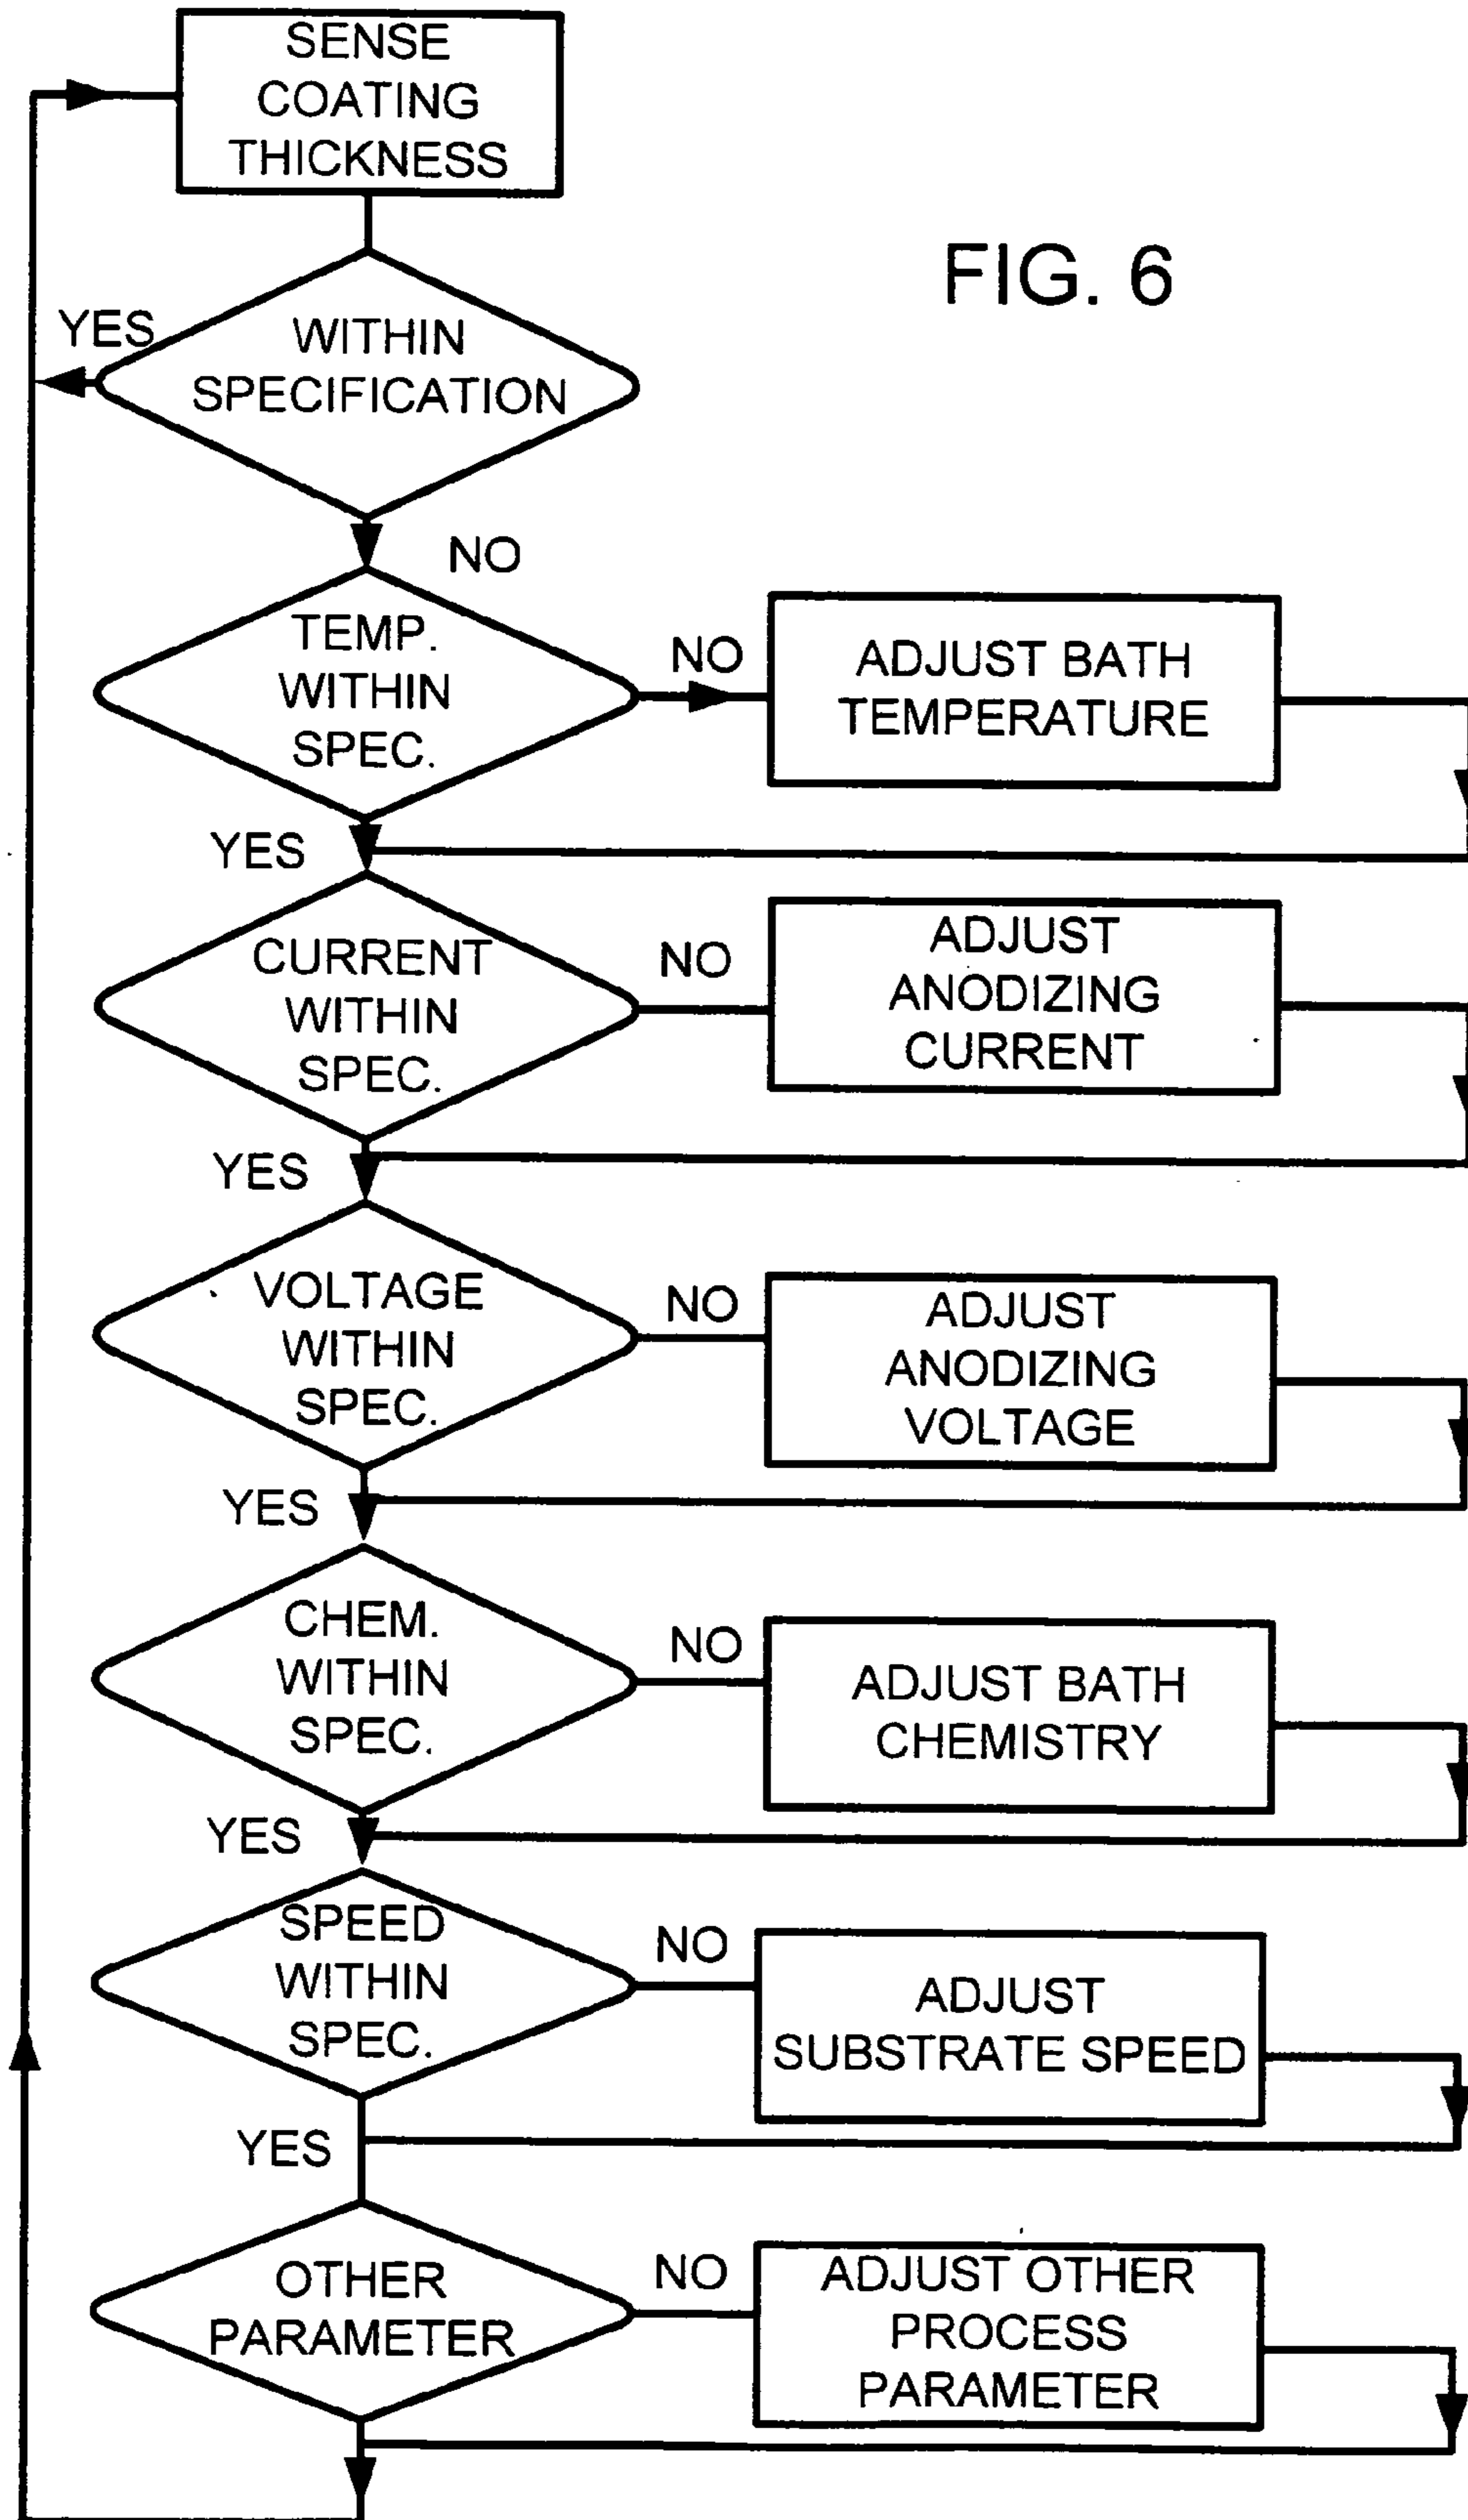 SENSE
COATING
THICKNESS
FIG. 6
YES
WITHIN
SPECIFICATION
NO
TEMP.
WITHIN
SPEC.
NO
ADJUST BATH
TEMPERATURE
YES
CURRENT
WITHIN
SPEC.
NO
ADJUST
ANODIZING
CURRENT
YES
VOLTAGE
WITHIN
SPEC.
NO
ADJUST
ANODIZING
VOLTAGE
YES
CHEM.
WITHIN
SPEC.
NO
ADJUST BATH
CHEMISTRY
YES
SPEED
WITHIN
SPEC.
NO
ADJUST
SUBSTRATE SPEED
YES
OTHER
PARAMETER
NO
ADJUST OTHER
PROCESS
PARAMETER